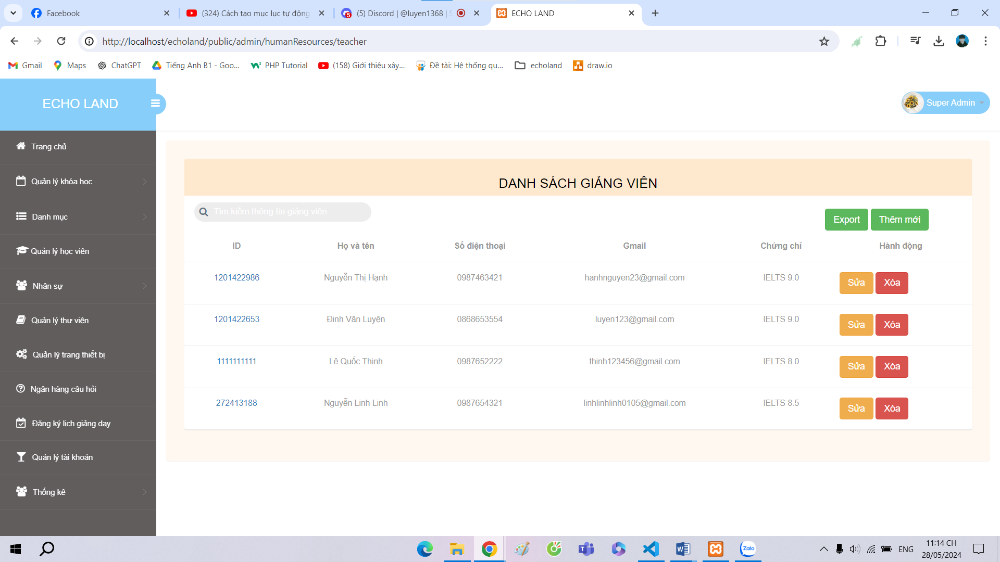 Facebook
(324) Cách tạo mục lục tự động
(5) Discord | @luyen1368 | S
ECHO LAND
http://localhost/echoland/public/admin/humanResources/teacher
Gmail
Maps
ChatGPT
Tiếng Anh B1 - Goo...
PHP Tutorial
(158) Giới thiệu xây...
Đề tài: Hệ thống qu...
echoland
draw.io
ECHO LAND
Super Admin
Trang chủ
Quản lý khóa học
Danh mục
Quản lý học viên
Nhân sự
Quản lý thư viện
Quản lý trang thiết bị
Ngân hàng câu hỏi
Đăng ký lịch giảng dạy
Quản lý tài khoản
Thống kê
DANH SÁCH GIẢNG VIÊN
Tìm kiếm thông tin giảng viên
Export Thêm mới
ID Họ và tên Số điện thoại Gmail Chứng chỉ Hành động
1201422986 Nguyễn Thị Hạnh 0987463421 hanhnguyen23@gmail.com IELTS 9.0 Sửa Xóa
1201422653 Đinh Văn Luyện 0868653554 luyen123@gmail.com IELTS 9.0 Sửa Xóa
1111111111 Lê Quốc Thịnh 0987652222 thinh123456@gmail.com IELTS 8.0 Sửa Xóa
272413188 Nguyễn Linh Linh 0987654321 linhlinhlinh0105@gmail.com IELTS 8.5 Sửa Xóa
Zalo
ENG
11:14 CH
28/05/2024